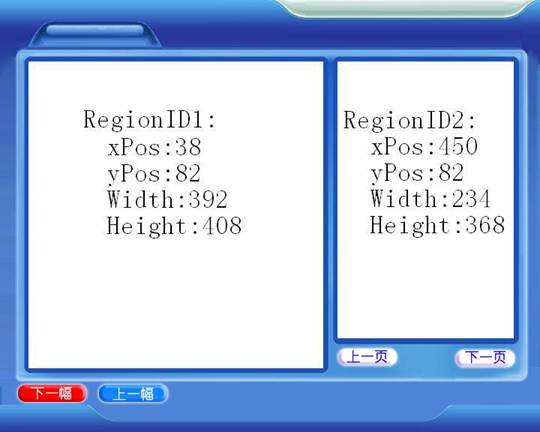 RegionID1:
xPos:38
yPos:82
Width:392
Height:408
RegionID2:
xPos:450
yPos:82
Width:234
Height:368
上一页
下一页
下一幅
上一幅